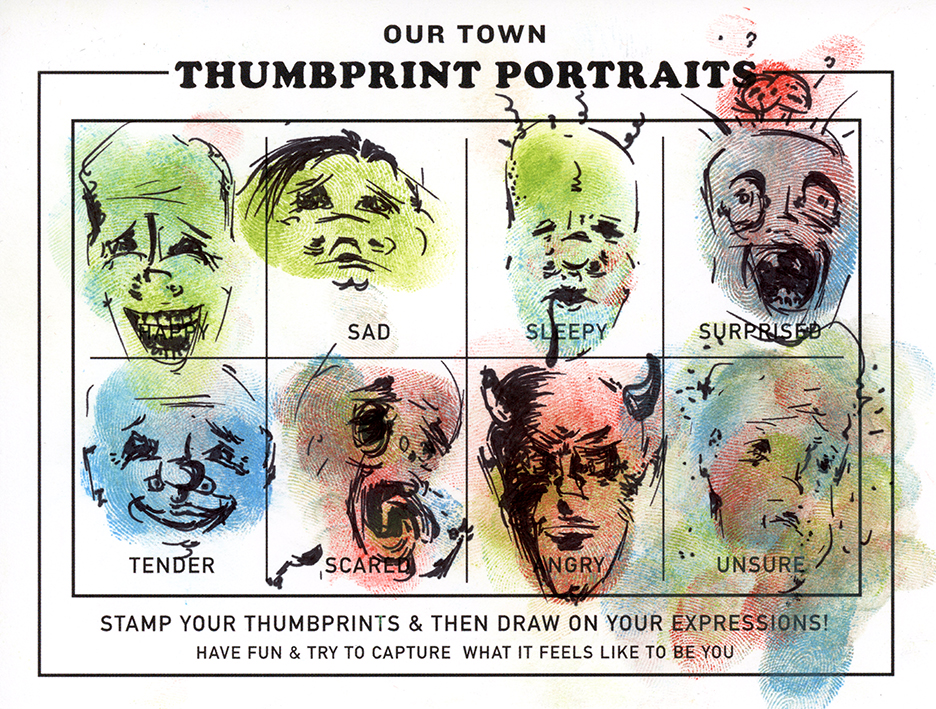 OUR TOWN
THUMBPRINT PORTRAITS
HAPPY
SAD
SLEEPY
SURPRISED
TENDER
SCARED
ANGRY
UNSURE
STAMP YOUR THUMBPRINTS & THEN DRAW ON YOUR EXPRESSIONS!
HAVE FUN & TRY TO CAPTURE WHAT IT FEELS LIKE TO BE YOU